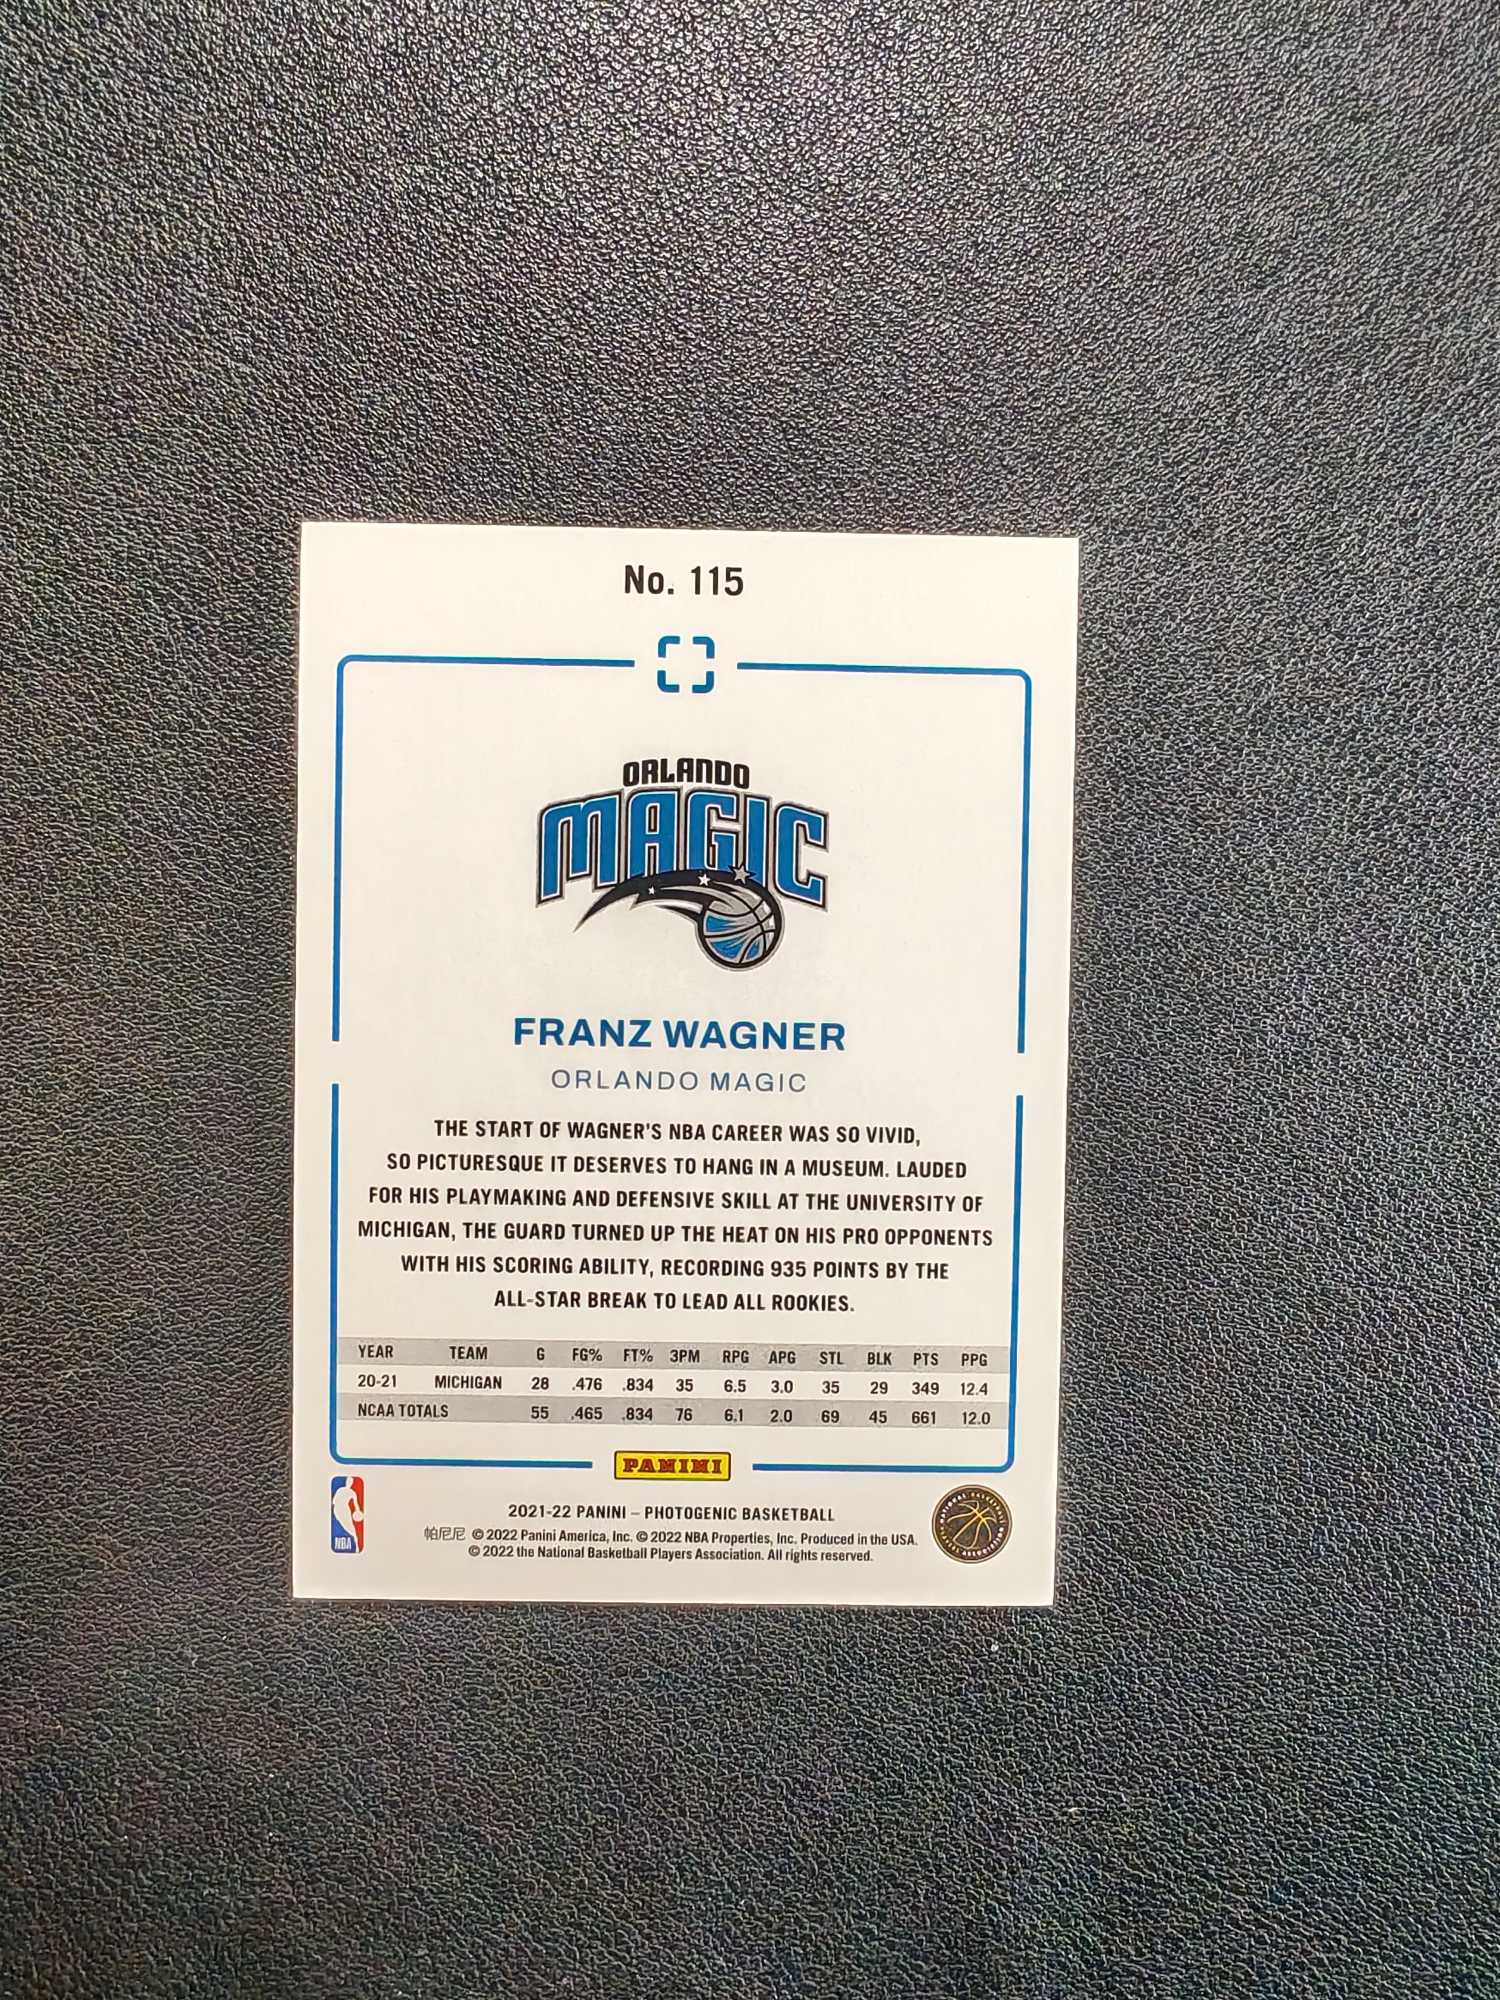 No. 115
ORLANDO
MAGIC
FRANZ WAGNER
ORLANDO MAGIC
THE START OF WAGNER'S NBA CAREER WAS SO VIVID,
SO PICTURESQUE IT DESERVES TO HANG IN A MUSEUM. LAUDED
FOR HIS PLAYMAKING AND DEFENSIVE SKILL AT THE UNIVERSITY OF
MICHIGAN, THE GUARD TURNED UP THE HEAT ON HIS PRO OPPONENTS
WITH HIS SCORING ABILITY, RECORDING 935 POINTS BY THE
ALL-STAR BREAK TO LEAD ALL ROOKIES.
YEAR TEAM G FG% FT% 3PM RPG APG STL BLK PTS PPG
20-21 MICHIGAN 28 .476 .834 35 6.5 3.0 35 29 349 12.4
NCAA TOTALS 55 .465 .834 76 6.1 2.0 69 45 661 12.0
PANINI
2021-22 PANINI – PHOTOGENIC BASKETBALL
帕尼尼 © 2022 Panini America, Inc. © 2022 NBA Properties, Inc. Produced in the USA.
© 2022 the National Basketball Players Association. All rights reserved.
NBA
NATIONAL BASKETBALL PLAYERS ASSOCIATION